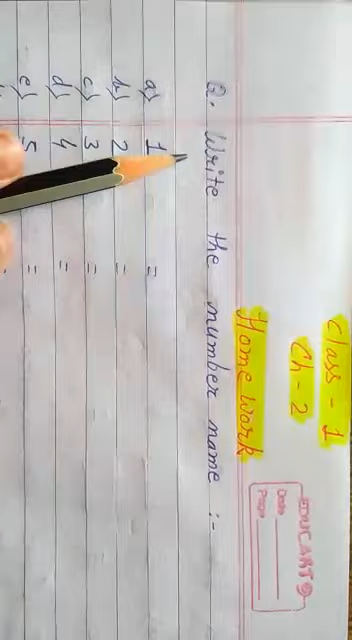 EDUCART
Date
Page
Class - 1
Ch - 2
Home work
Q. Write the number name :-
a) 1 =
b) 2 =
c) 3 =
d) 4 =
e) 5 =